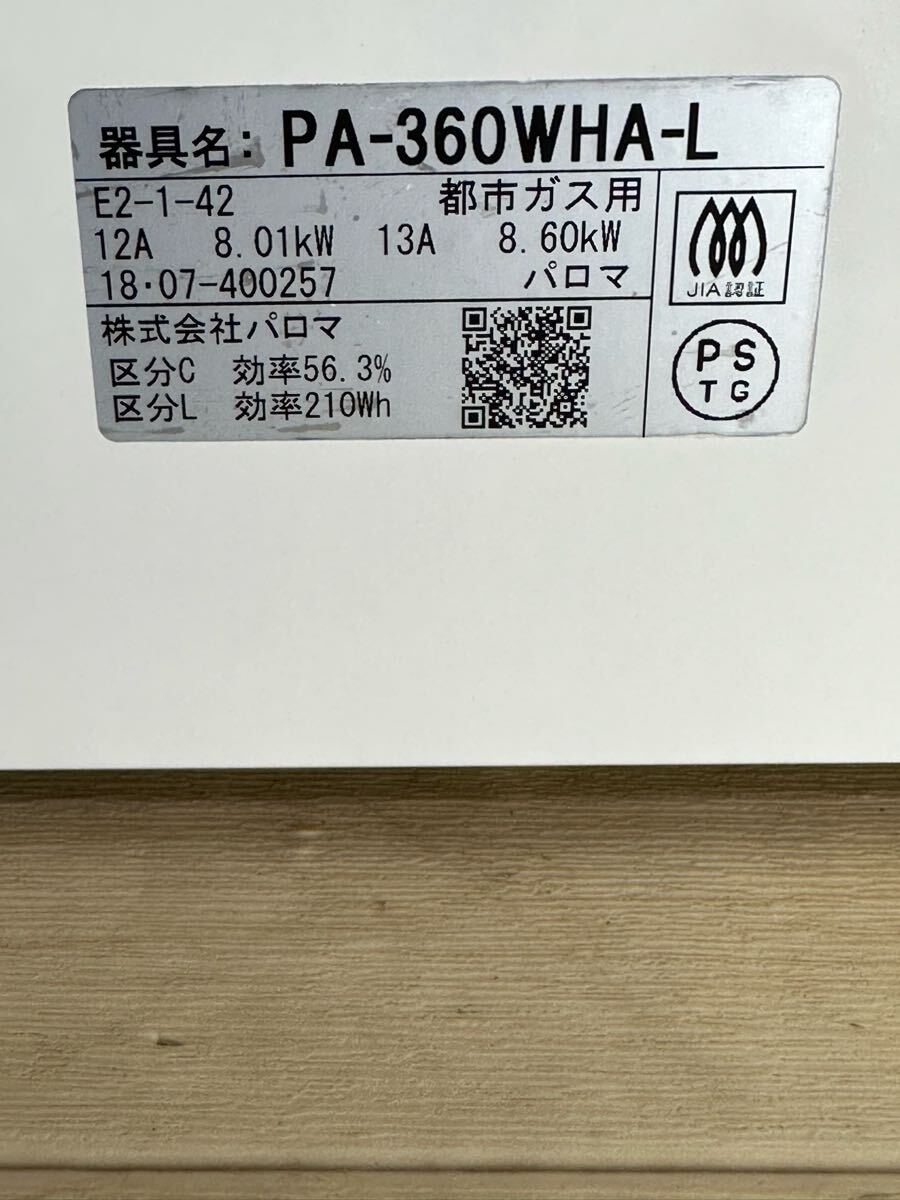 器具名: PA-360WHA-L
E2-1-42 都市ガス用
12A 8.01kW 13A 8.60kW
18・07-400257 パロマ
株式会社パロマ
区分C 効率56.3%
区分L 効率210Wh
JIA認証
PS
TG